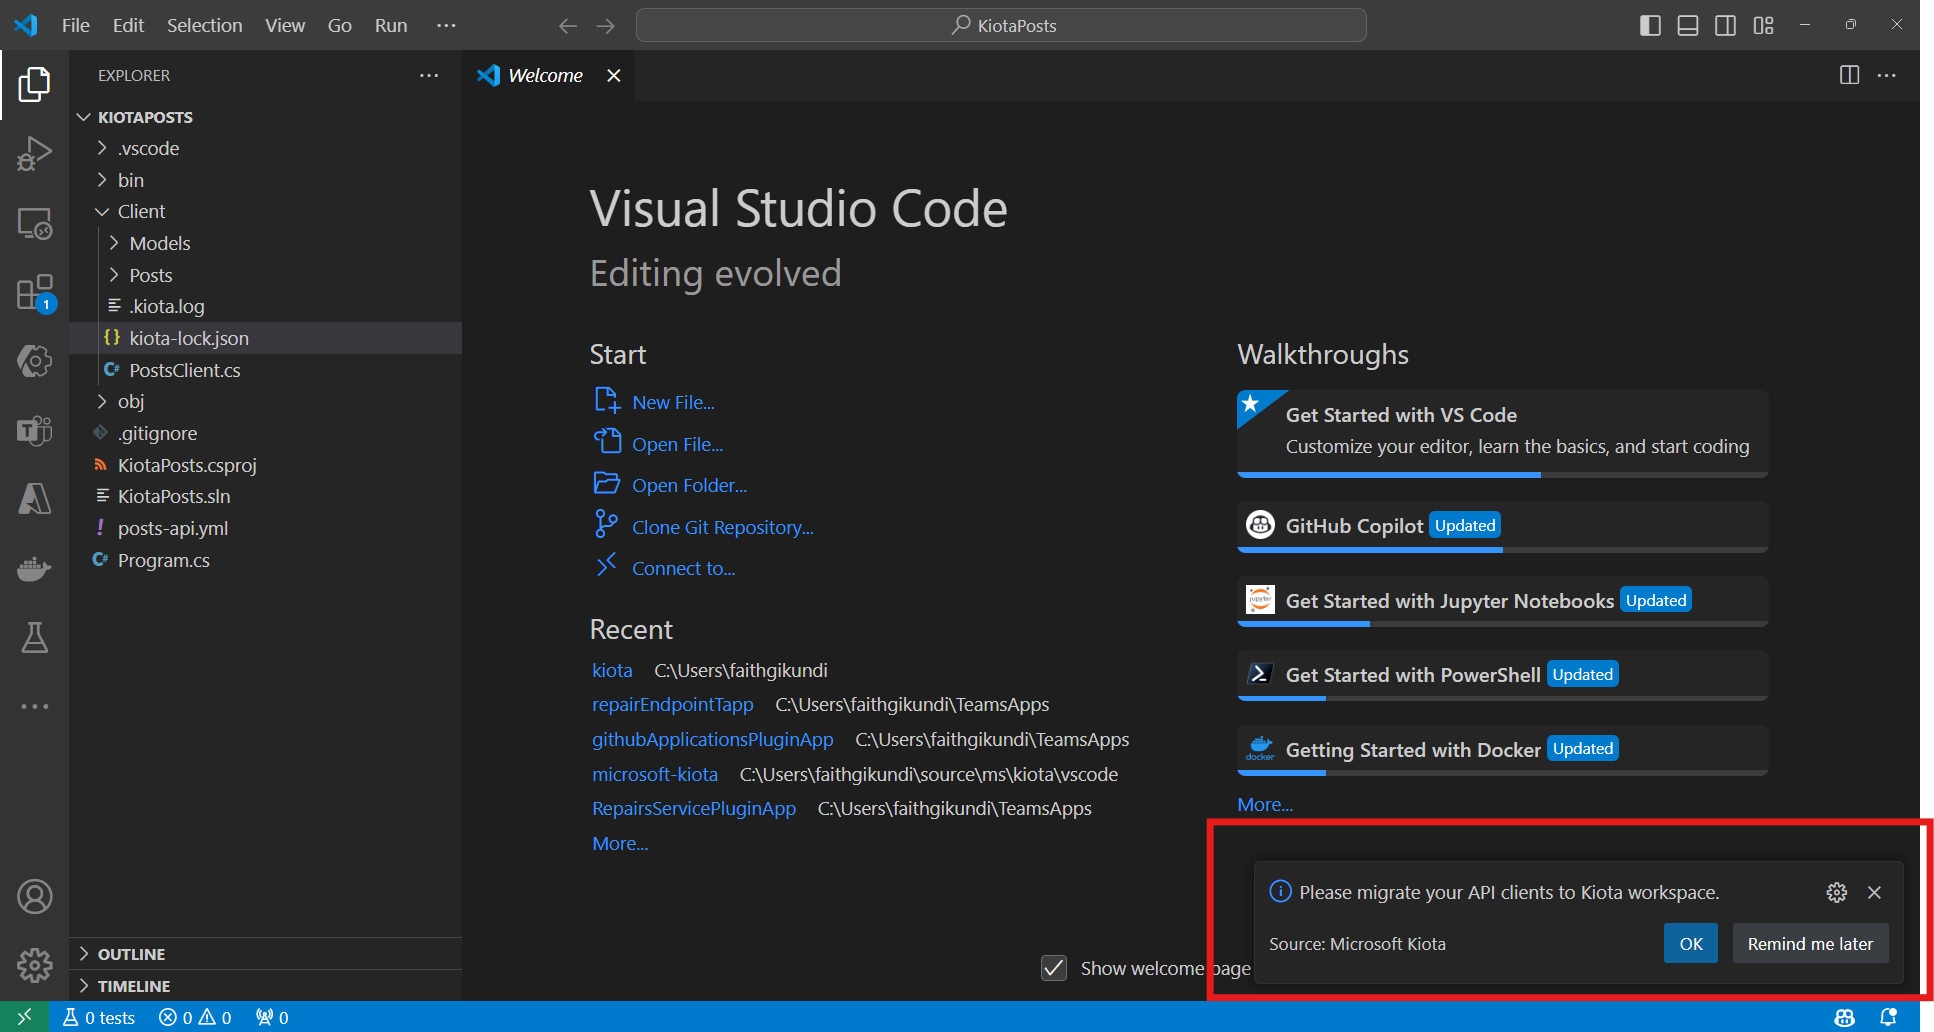 File Edit Selection View Go Run
KiotaPosts
EXPLORER
KIOTAPOSTS
.vscode
bin
Client
Models
Posts
.kiota.log
kiota-lock.json
PostsClient.cs
obj
.gitignore
KiotaPosts.csproj
KiotaPosts.sln
posts-api.yml
Program.cs
OUTLINE
TIMELINE
1
Welcome
Visual Studio Code
Editing evolved
Start
New File...
Open File...
Open Folder...
Clone Git Repository...
Connect to...
Recent
kiota C:\Users\faithgikundi
repairEndpointTapp C:\Users\faithgikundi\TeamsApps
githubApplicationsPluginApp C:\Users\faithgikundi\TeamsApps
microsoft-kiota C:\Users\faithgikundi\source\ms\kiota\vscode
RepairsServicePluginApp C:\Users\faithgikundi\TeamsApps
More...
Walkthroughs
Get Started with VS Code
Customize your editor, learn the basics, and start coding
GitHub Copilot Updated
jupyter
Get Started with Jupyter Notebooks Updated
Get Started with PowerShell Updated
docker
Getting Started with Docker Updated
More...
Show welcome page
Please migrate your API clients to Kiota workspace.
Source: Microsoft Kiota
OK
Remind me later
0 tests 0 0 0